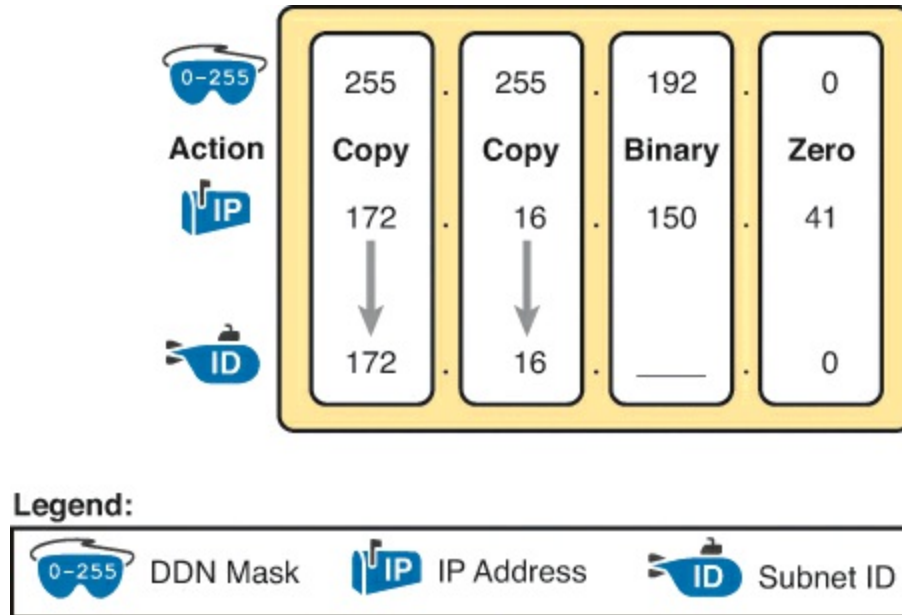 0-255 255 . 255 . 192 . 0
Action Copy Copy Binary Zero
IP 172 . 16 . 150 . 41
ID 172 . 16 . ____ . 0
Legend:
0-255 DDN Mask IP IP Address ID Subnet ID